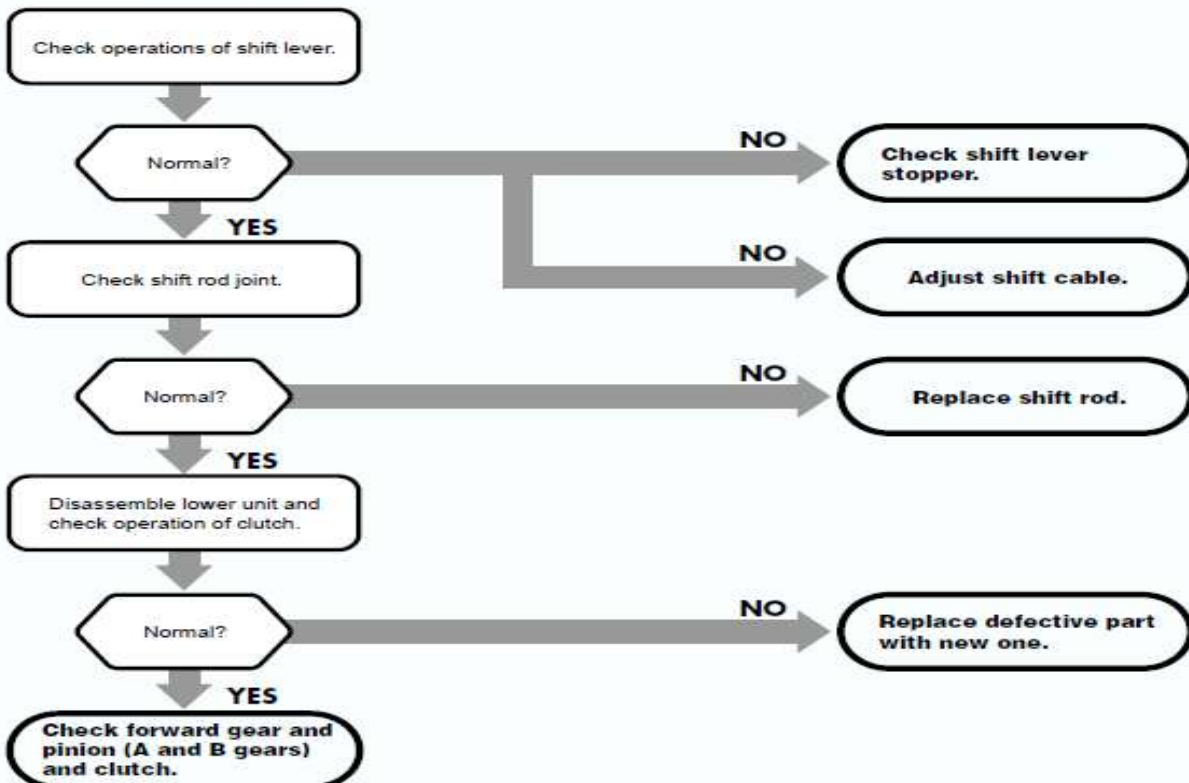 Check operations of shift lever.
Normal?
NO
Check shift lever
stopper.
YES
NO
Check shift rod joint.
Adjust shift cable.
Normal?
NO
Replace shift rod.
YES
Disassemble lower unit and
check operation of clutch.
Normal?
NO
Replace defective part
with new one.
YES
Check forward gear and
pinion (A and B gears)
and clutch.